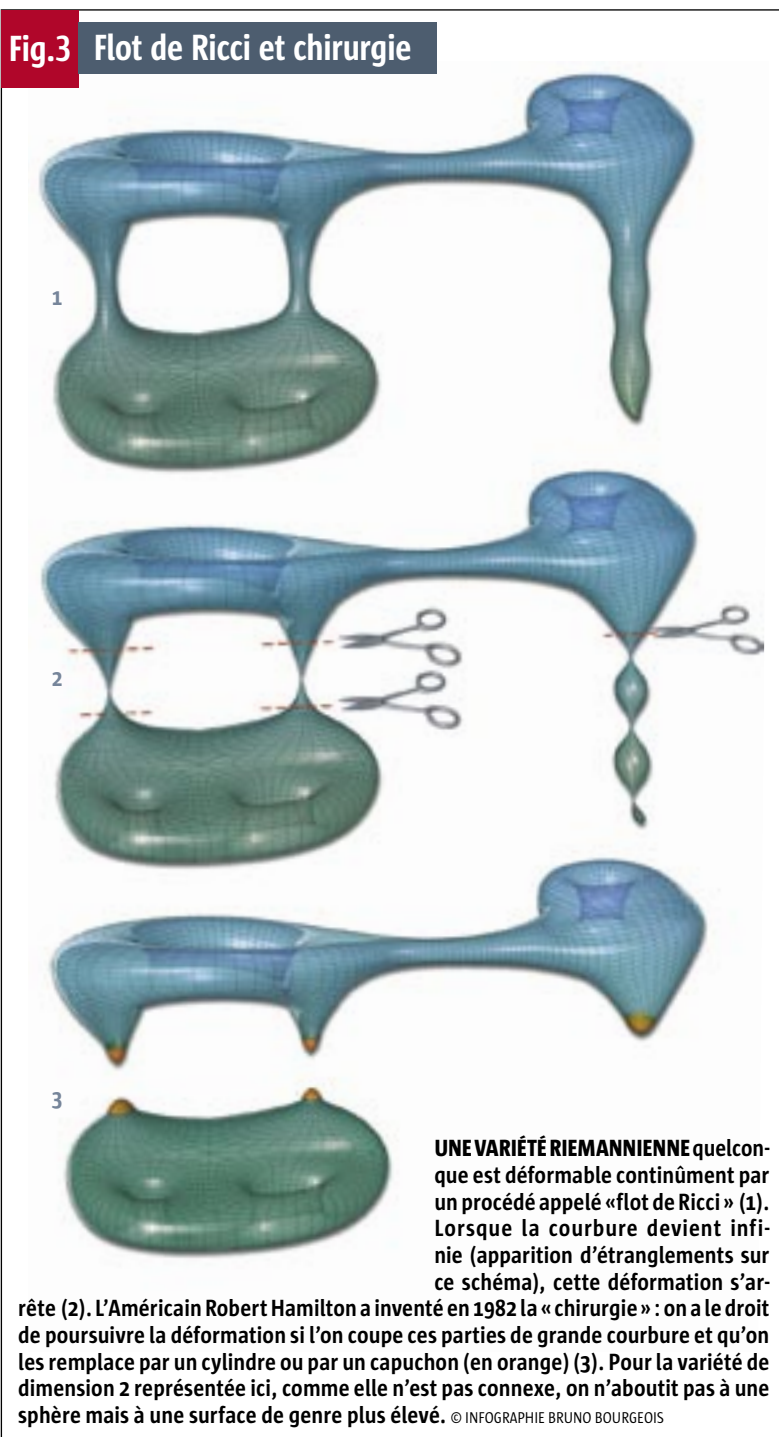 Fig.3 Flot de Ricci et chirurgie
1
2
3
UNE VARIÉTÉ RIEMANNIENNE quelcon-
que est déformable continûment par
un procédé appelé «flot de Ricci » (1).
Lorsque la courbure devient infi-
nie (apparition d'étranglements sur
ce schéma), cette déformation s'ar-
rête (2). L'Américain Robert Hamilton a inventé en 1982 la « chirurgie » : on a le droit
de poursuivre la déformation si l'on coupe ces parties de grande courbure et qu'on
les remplace par un cylindre ou par un capuchon (en orange) (3). Pour la variété de
dimension 2 représentée ici, comme elle n'est pas connexe, on n'aboutit pas à une
sphère mais à une surface de genre plus élevé. © INFOGRAPHIE BRUNO BOURGEOIS